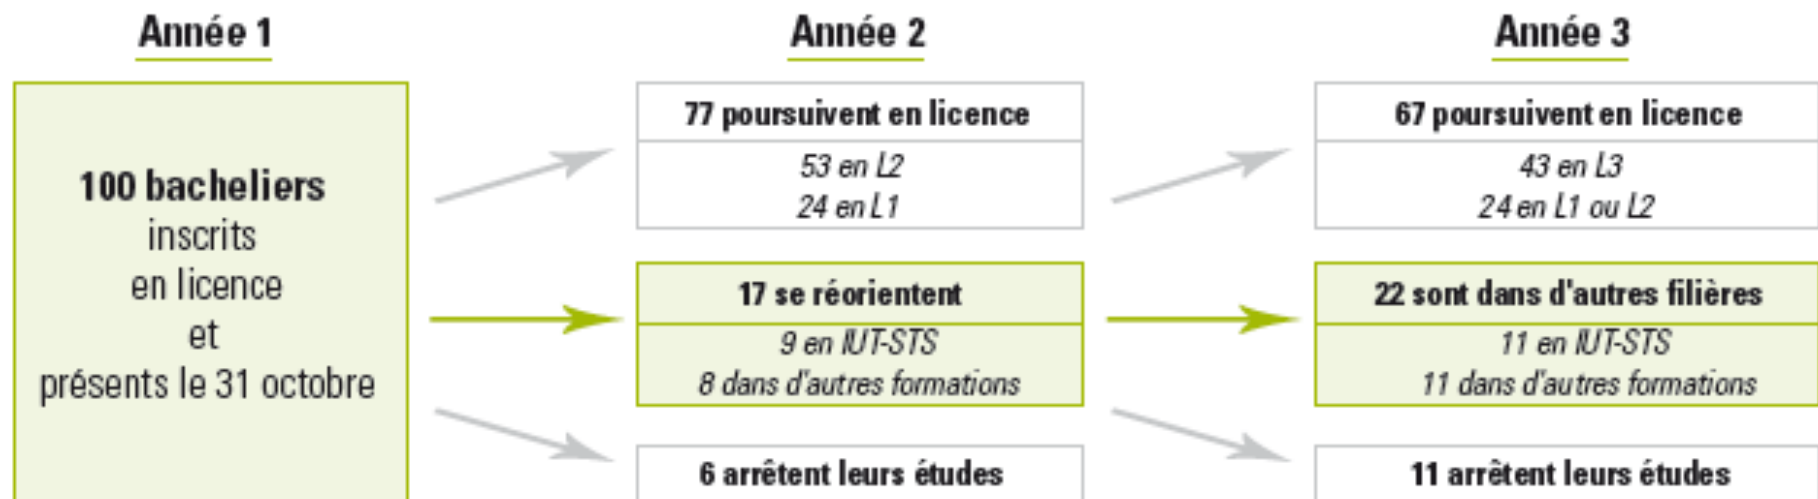 Année 1
100 bacheliers
inscrits
en licence
et
présents le 31 octobre
Année 2
77 poursuivent en licence
53 en L2
24 en L1
17 se réorientent
9 en IUT-STS
8 dans d'autres formations
6 arrêtent leurs études
Année 3
67 poursuivent en licence
43 en L3
24 en L1 ou L2
22 sont dans d'autres filières
11 en IUT-STS
11 dans d'autres formations
11 arrêtent leurs études